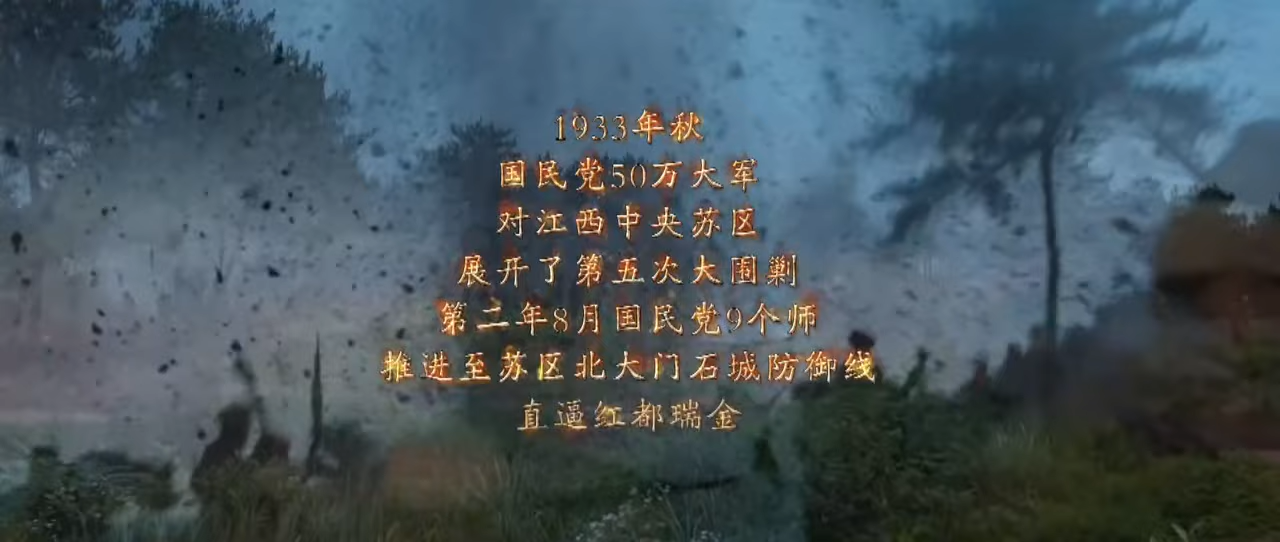 1933年秋
国民党50万大军
对江西中央苏区
展开了第五次大围剿
第二年8月国民党9个师
推进至苏区北大门石城防御线
直逼红都瑞金